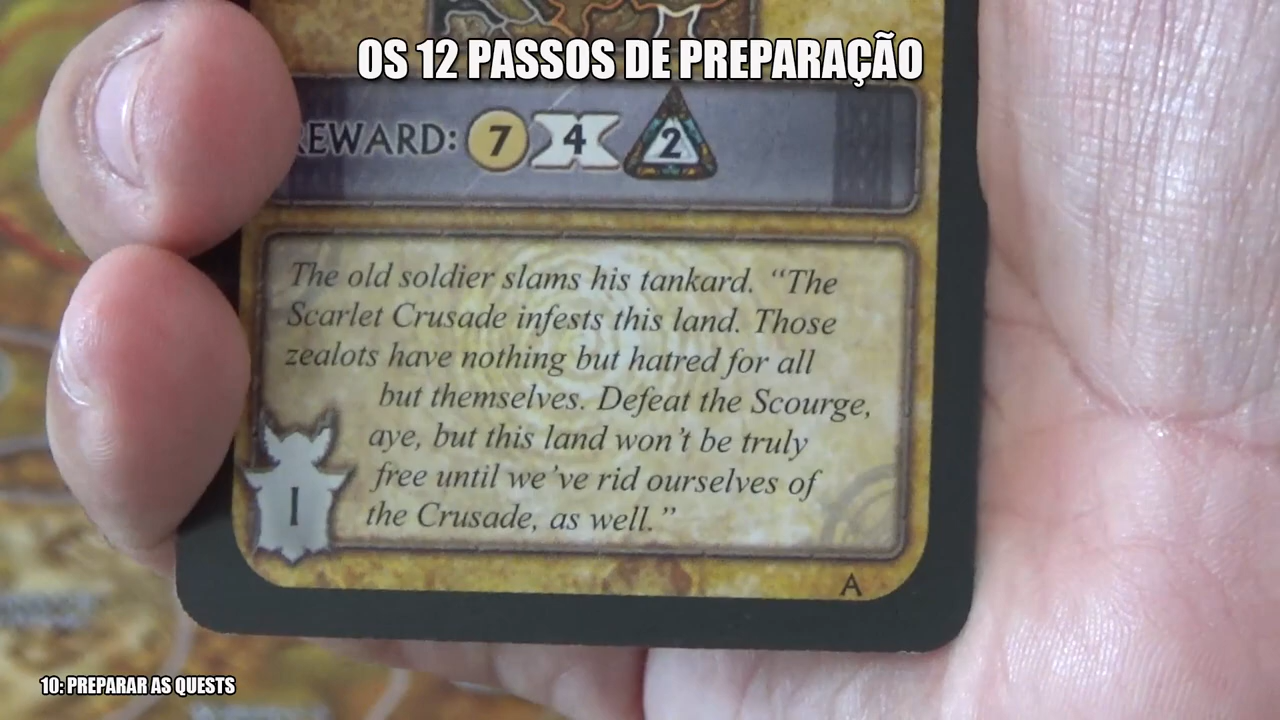 OS 12 PASSOS DE PREPARAÇÃO
REWARD: 7 4 2
The old soldier slams his tankard. “The
Scarlet Crusade infests this land. Those
zealots have nothing but hatred for all
but themselves. Defeat the Scourge,
aye, but this land won’t be truly
free until we’ve rid ourselves of
the Crusade, as well.”
I
A
10: PREPARAR AS QUESTS